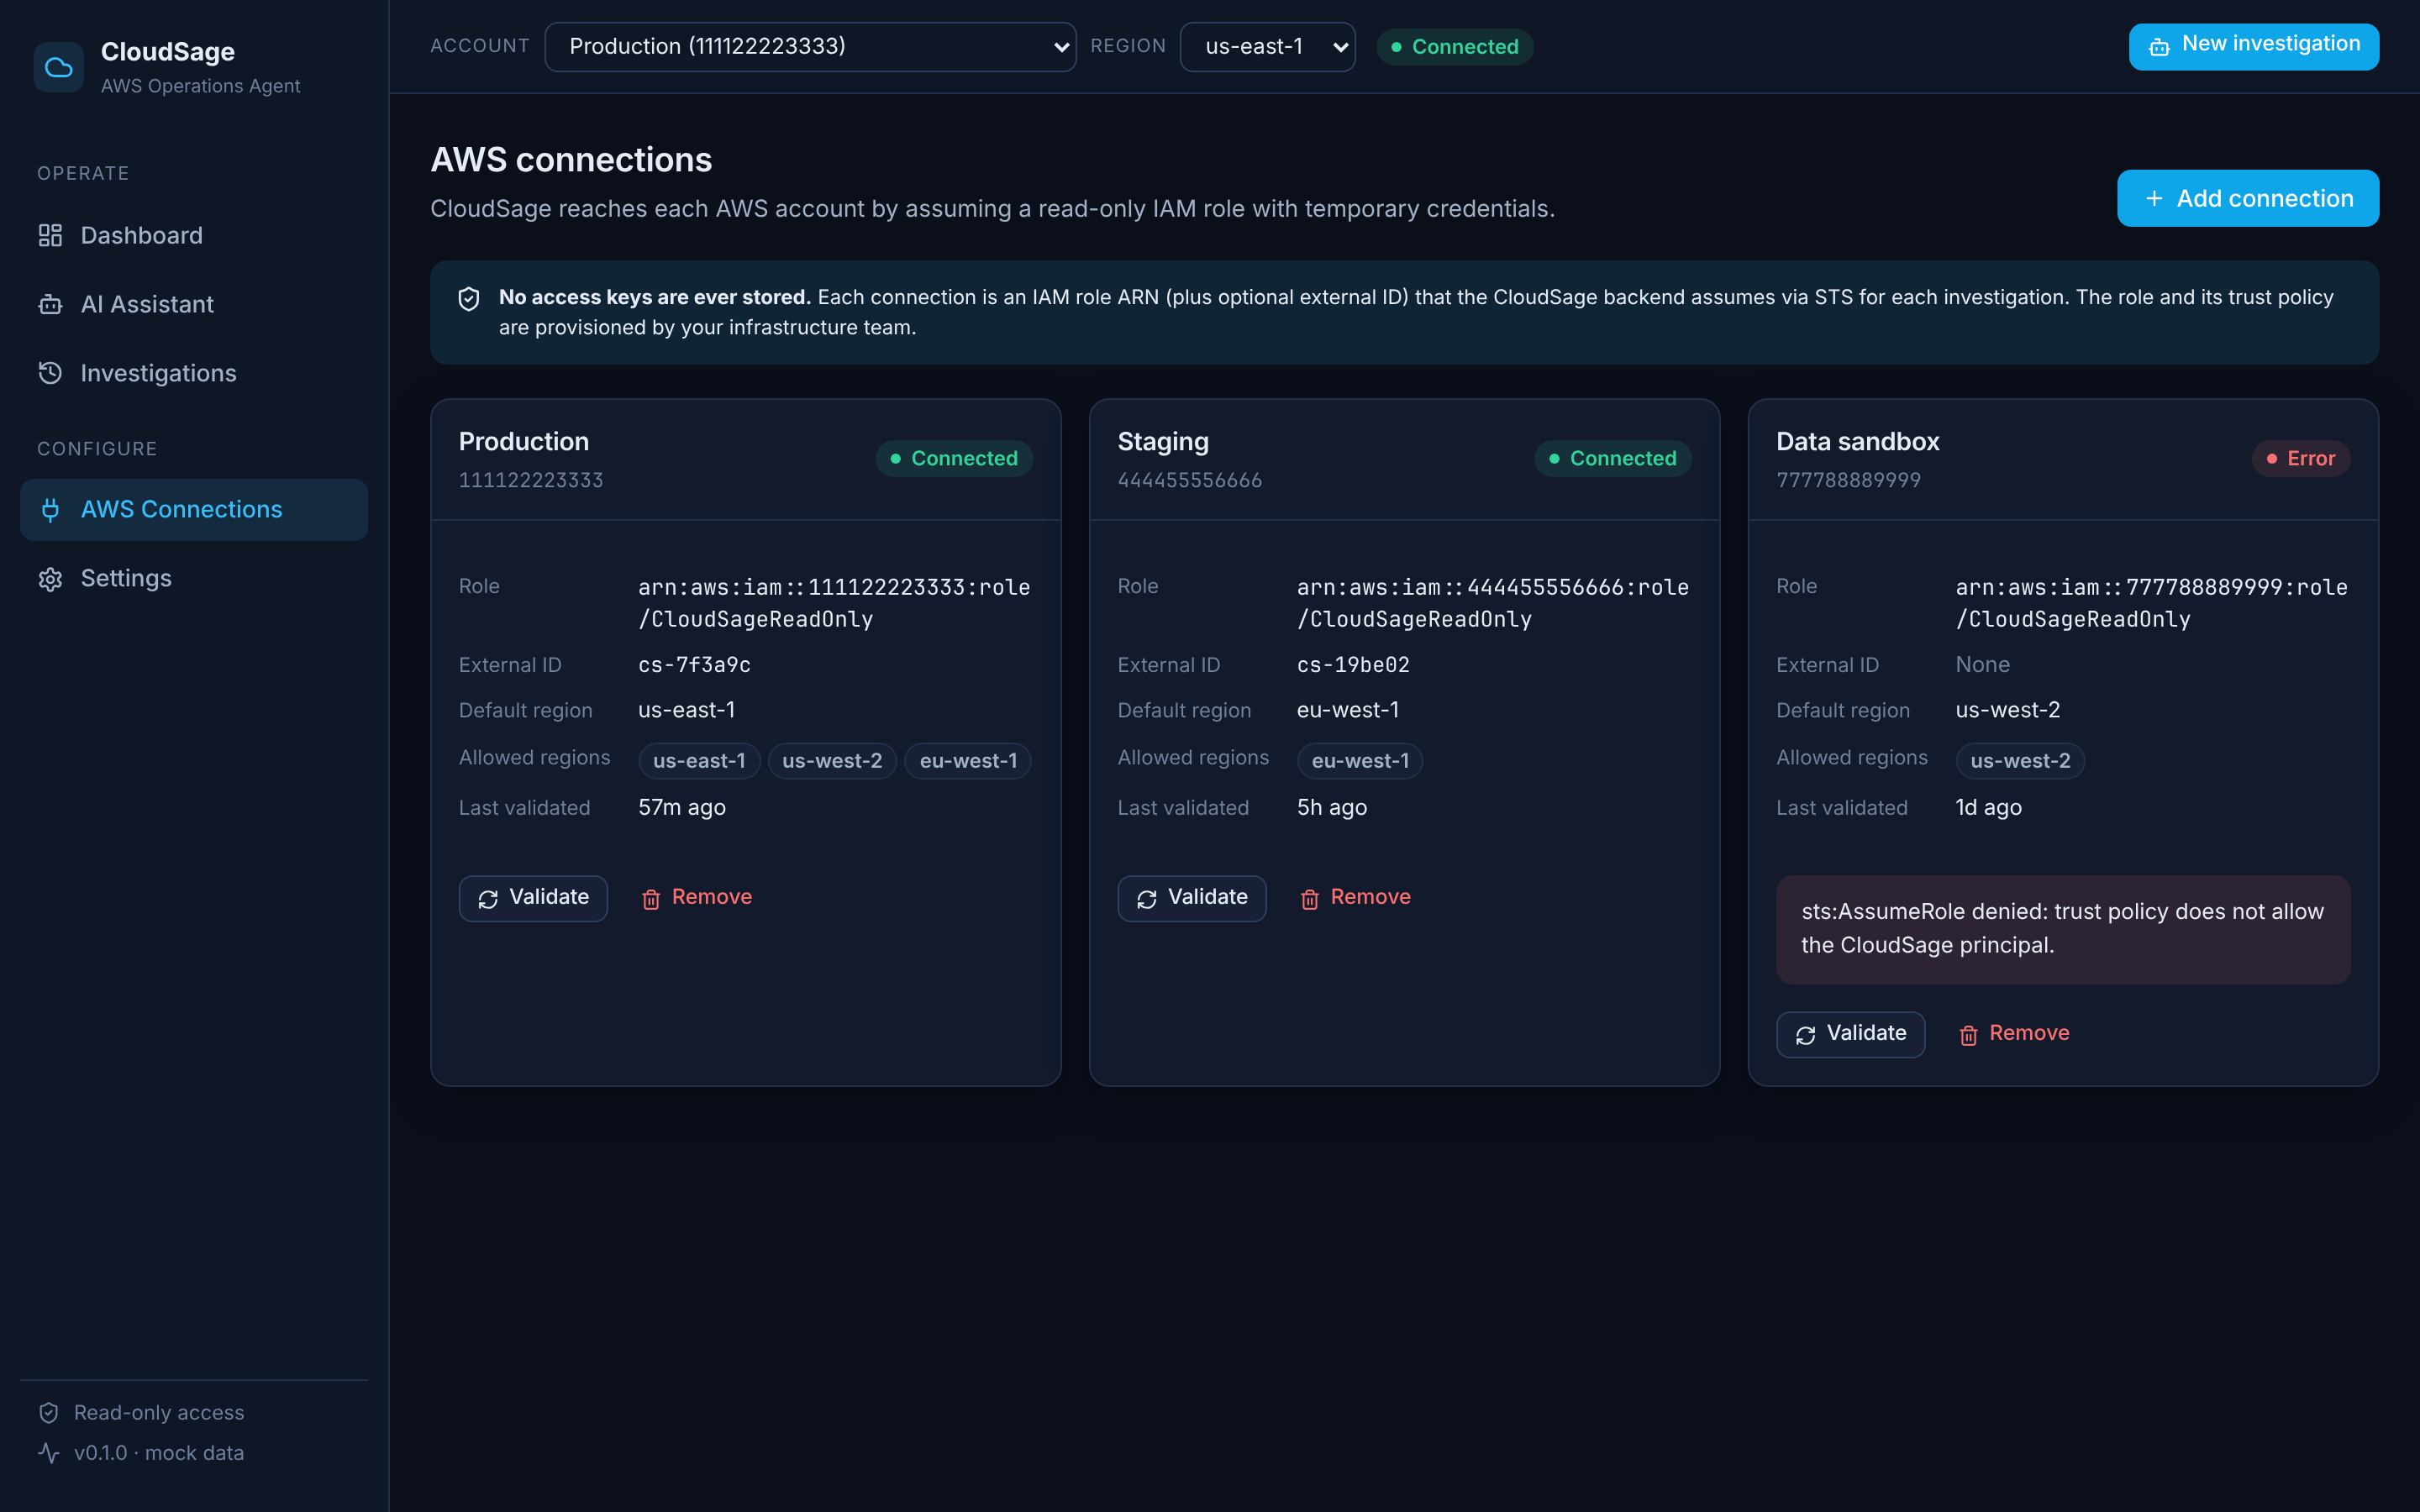 CloudSage
AWS Operations Agent
OPERATE
Dashboard
AI Assistant
Investigations
CONFIGURE
AWS Connections
Settings
Read-only access
v0.1.0 · mock data
ACCOUNT Production (111122223333) REGION us-east-1 Connected New investigation
AWS connections
CloudSage reaches each AWS account by assuming a read-only IAM role with temporary credentials.
Add connection
No access keys are ever stored. Each connection is an IAM role ARN (plus optional external ID) that the CloudSage backend assumes via STS for each investigation. The role and its trust policy
are provisioned by your infrastructure team.
Production
111122223333
Connected
Role arn:aws:iam::111122223333:role
/CloudSageReadOnly
External ID cs-7f3a9c
Default region us-east-1
Allowed regions us-east-1 us-west-2 eu-west-1
Last validated 57m ago
Validate Remove
Staging
444455556666
Connected
Role arn:aws:iam::444455556666:role
/CloudSageReadOnly
External ID cs-19be02
Default region eu-west-1
Allowed regions eu-west-1
Last validated 5h ago
Validate Remove
Data sandbox
777788889999
Error
Role arn:aws:iam::777788889999:role
/CloudSageReadOnly
External ID None
Default region us-west-2
Allowed regions us-west-2
Last validated 1d ago
sts:AssumeRole denied: trust policy does not allow
the CloudSage principal.
Validate Remove